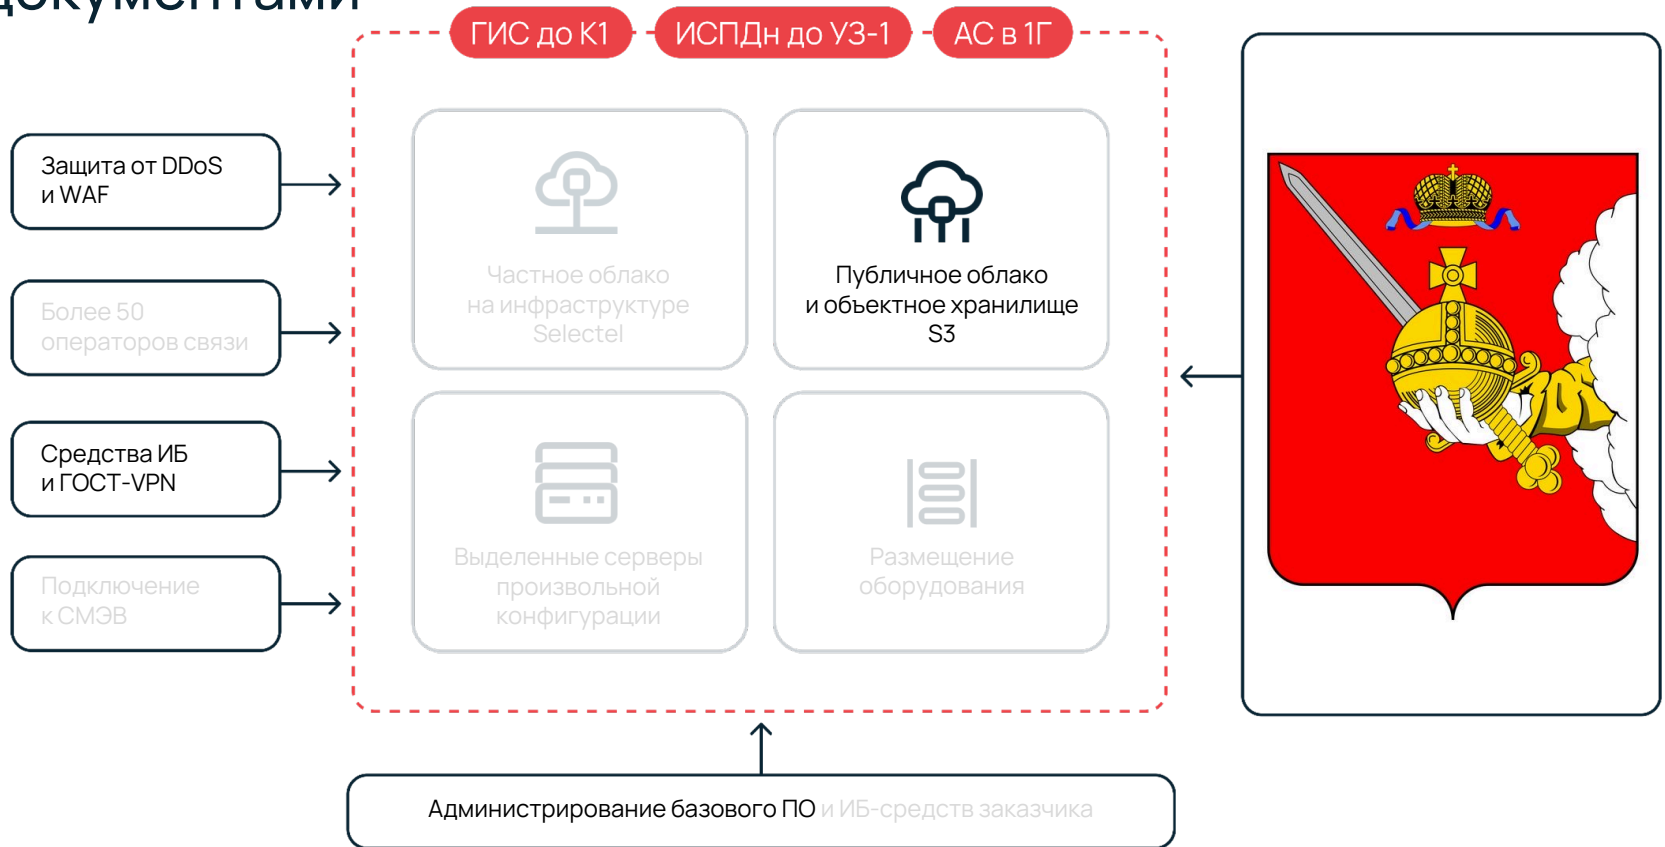 документами
ГИС до К1
ИСПДн до УЗ-1
АС в 1Г
Защита от DDoS
и WAF
Более 50
операторов связи
Средства ИБ
и ГОСТ-VPN
Подключение
к СМЭВ
Частное облако
на инфраструктуре
Selectel
Публичное облако
и объектное хранилище
S3
Выделенные серверы
произвольной
конфигурации
Размещение
оборудования
Администрирование базового ПО и ИБ-средств заказчика